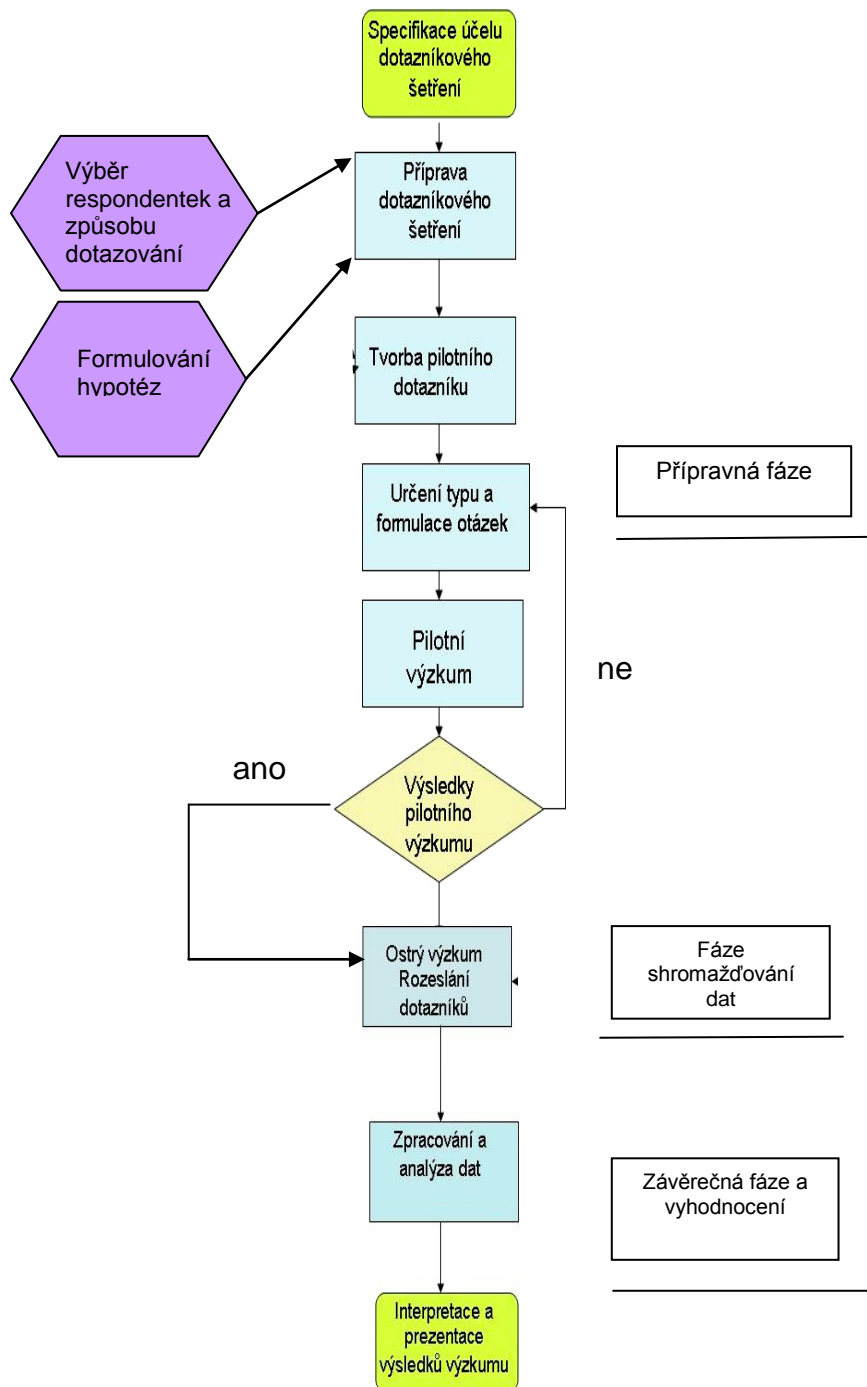 Specifikace účelu
dotazníkového
šetření
Výběr
respondentek a
způsobu
dotazování
Příprava
dotazníkového
šetření
Formulování
hypotéz
Tvorba pilotního
dotazníku
Určení typu a
formulace otázek
Přípravná fáze
Pilotní
výzkum
ne
ano
Výsledky
pilotního
výzkumu
Ostrý výzkum
Rozeslání
dotazníků
Fáze
shromažďování
dat
Zpracování a
analýza dat
Závěrečná fáze a
vyhodnocení
Interpretace a
prezentace
výsledků výzkumu